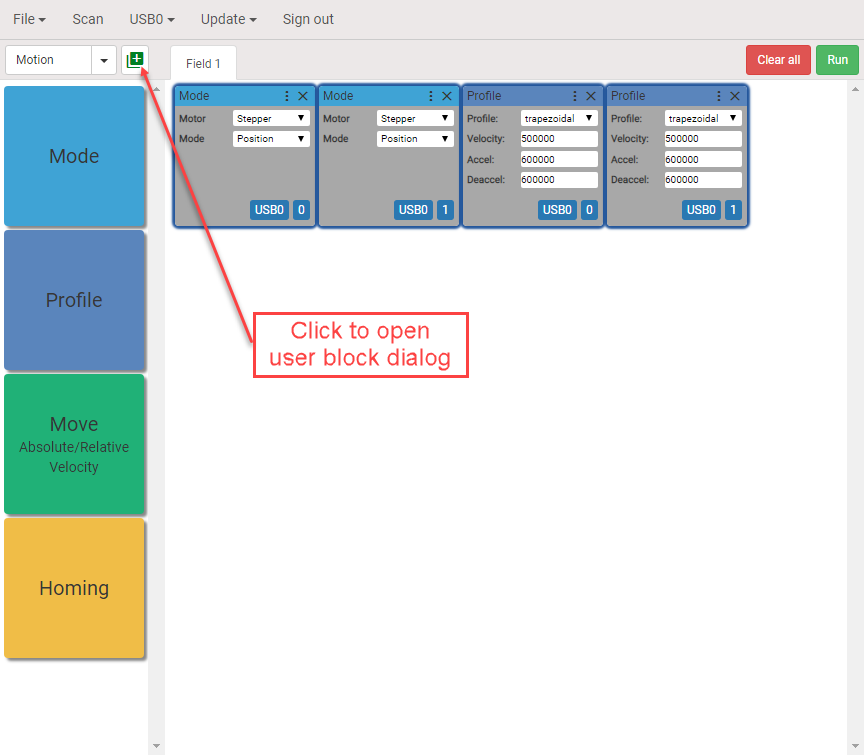 File Scan USB0 Update Sign out
Motion Field 1 Clear all Run
Mode
Profile
Move
Absolute/Relative
Velocity
Homing
Mode Mode Profile Profile
Motor Stepper Motor Stepper Profile: trapezoidal Profile: trapezoidal
Mode Position Mode Position Velocity: 500000 Velocity: 500000
Accel: 600000 Accel: 600000
Deaccel: 600000 Deaccel: 600000
USB0 0 USB0 1 USB0 0 USB0 1
Click to open
user block dialog